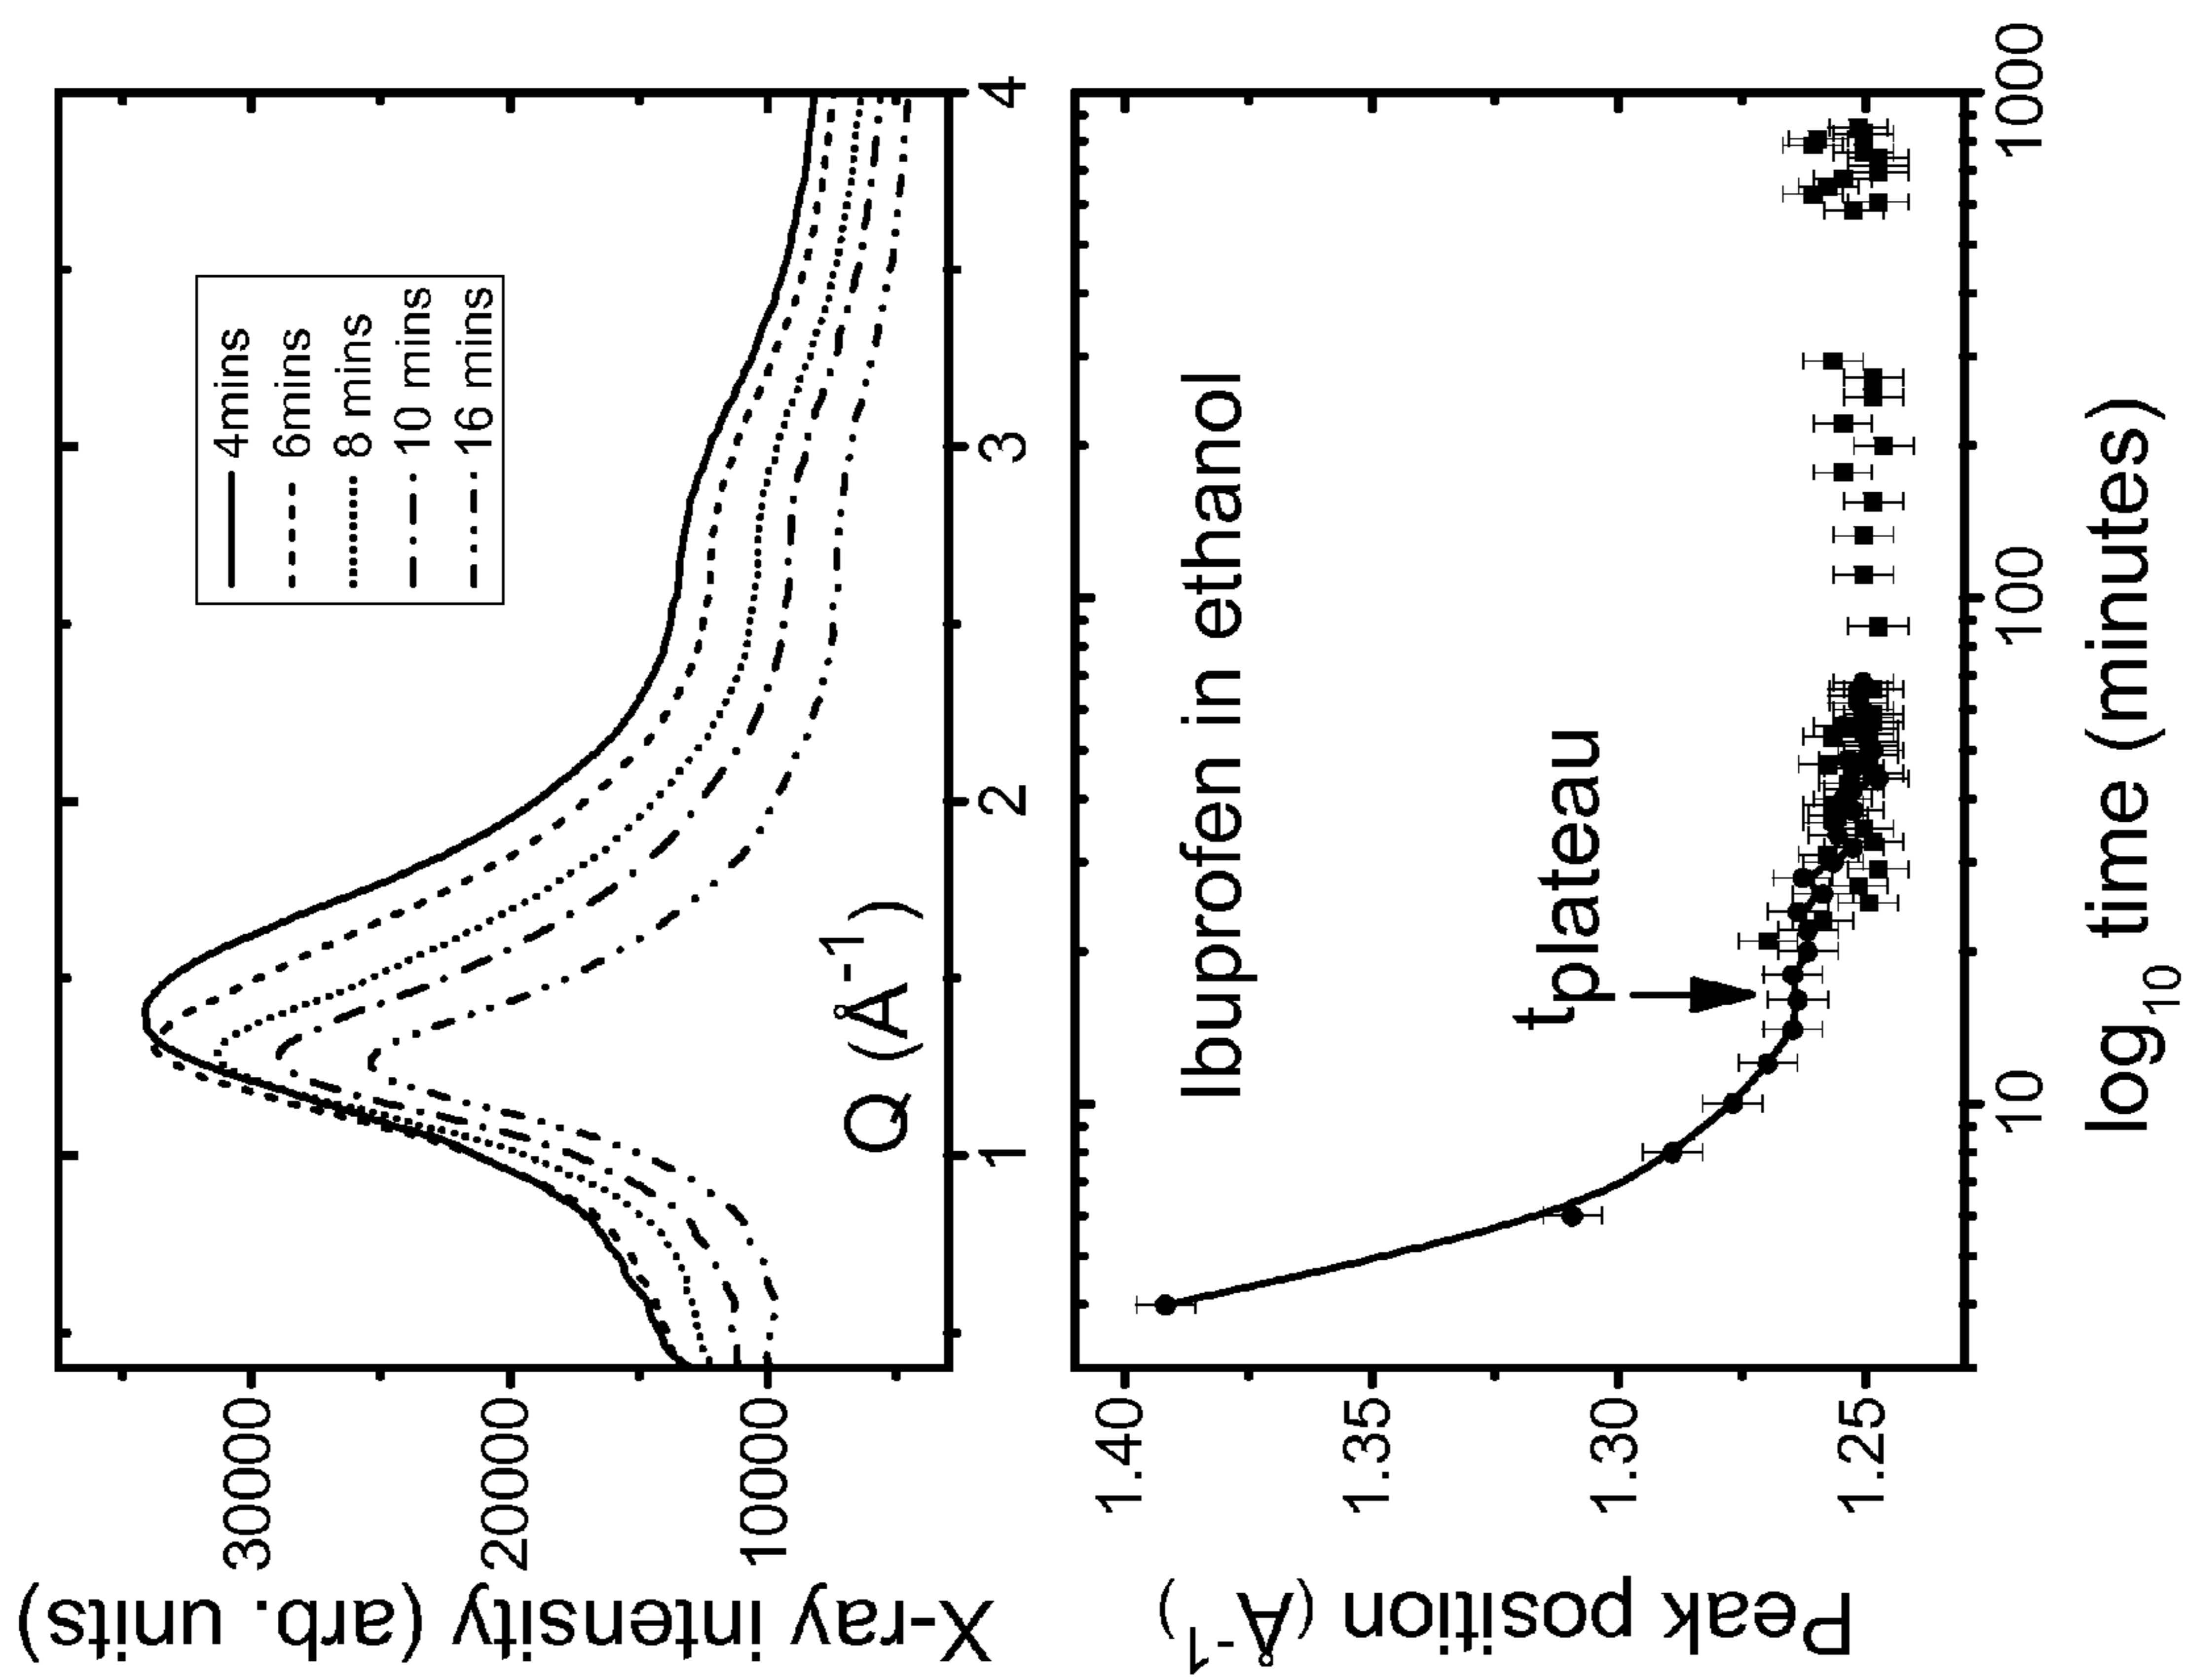 X-ray intensity (arb. units)
30000
20000
10000
4mins
6mins
8 mins
10 mins
16 mins
Q (Å-1)
1
2
3
4
Peak position (Å-1)
1.40
1.35
1.30
1.25
Ibuprofen in ethanol
tplateau
10
100
1000
log10 time (minutes)